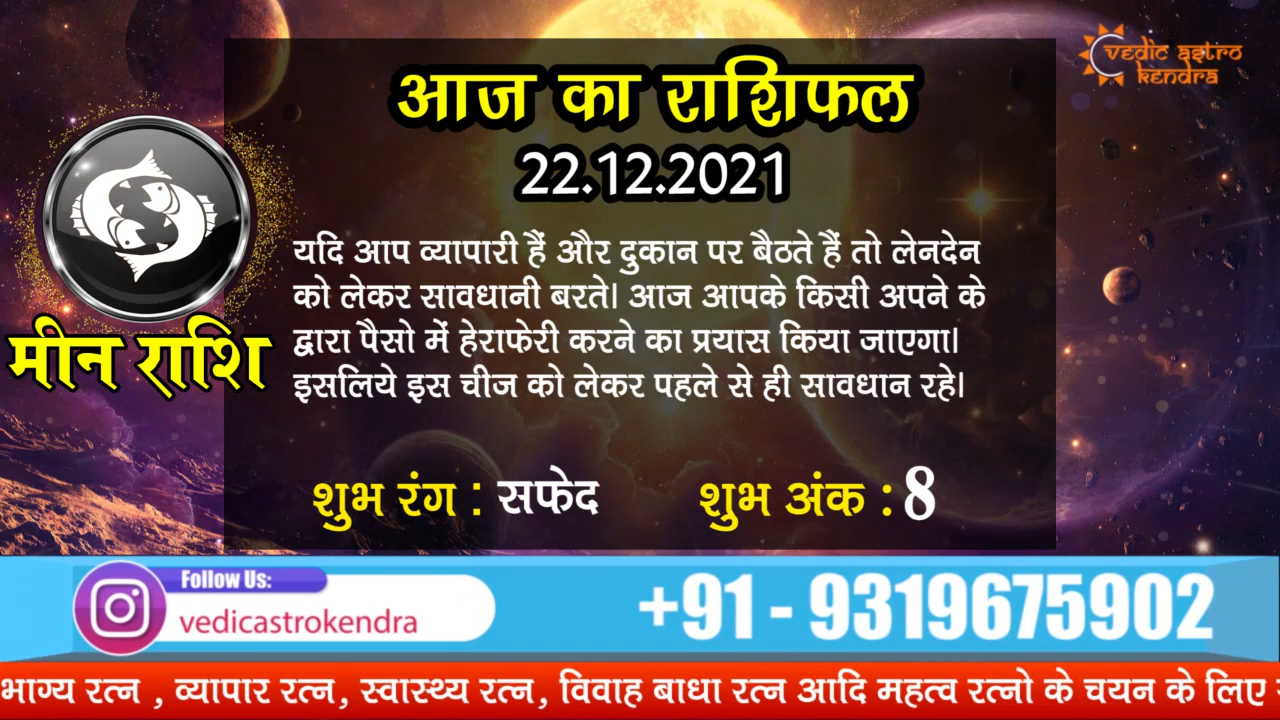 vedic astro
kendra
आज का राशिफल
22.12.2021
यदि आप व्यापारी हैं और दुकान पर बैठते हैं तो लेनदेन
को लेकर सावधानी बरते। आज आपके किसी अपने के
द्वारा पैसो में हेराफेरी करने का प्रयास किया जाएगा।
इसलिये इस चीज को लेकर पहले से ही सावधान रहे।
मीन राशि
शुभ रंग : सफेद
शुभ अंक : 8
Follow Us:
vedicastrokendra
+91 - 9319675902
भाग्य रत्न , व्यापार रत्न, स्वास्थ्य रत्न, विवाह बाधा रत्न आदि महत्व रत्नो के चयन के लिए